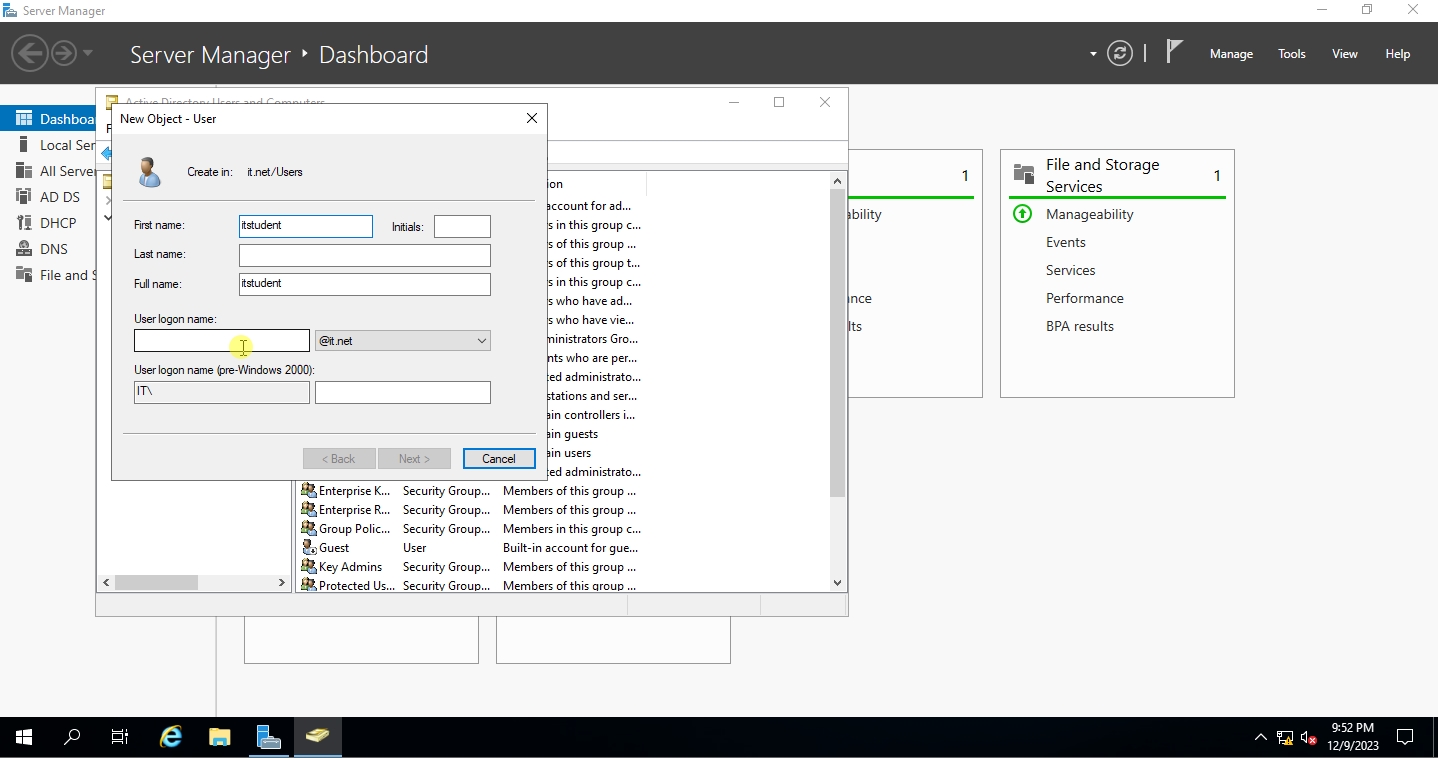 Server Manager
Server Manager ‣ Dashboard
Manage Tools View Help
Active Directory Users and Computers
New Object - User
Create in: it.net/Users
First name: itstudent Initials:
Last name:
Full name: itstudent
User logon name:
@it.net
User logon name (pre-Windows 2000):
IT\
< Back Next > Cancel
Dashboa
Local Ser
All Server
AD DS
DHCP
DNS
File and S
ion
account for ad...
s in this group c...
s of this group ...
s of this group t...
s in this group c...
s who have ad...
s who have vie...
ministrators Gro...
nts who are per...
ed administrato...
stations and ser...
ain controllers i...
ain guests
ain users
ed administrato...
Enterprise K... Security Group... Members of this group ...
Enterprise R... Security Group... Members of this group ...
Group Polic... Security Group... Members in this group c...
Guest User Built-in account for gue...
Key Admins Security Group... Members of this group ...
Protected Us... Security Group... Members of this group ...
1
ability
nce
lts
File and Storage
Services 1
Manageability
Events
Services
Performance
BPA results
9:52 PM
12/9/2023